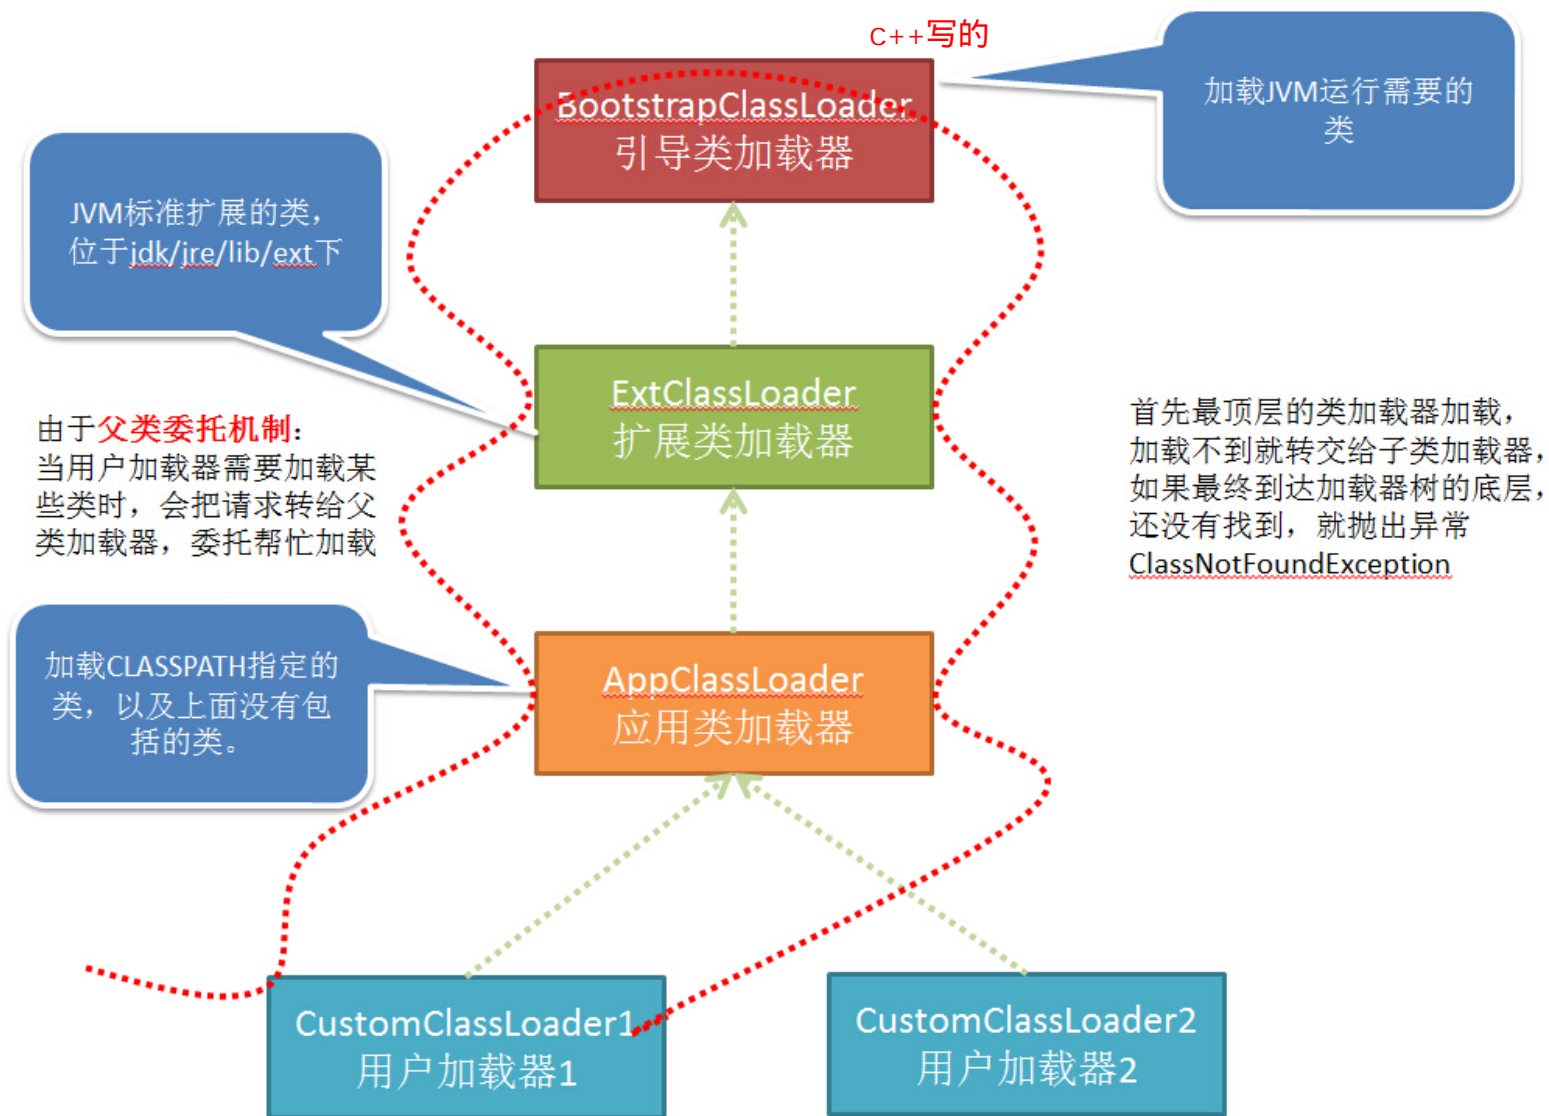 C++写的
BootstrapClassLoader
引导类加载器
加载JVM运行需要的
类
JVM标准扩展的类，
位于jdk/jre/lib/ext下
ExtClassLoader
扩展类加载器
由于父类委托机制：
当用户加载器需要加载某
些类时，会把请求转给父
类加载器，委托帮忙加载
首先最顶层的类加载器加载，
加载不到就转交给子类加载器，
如果最终到达加载器树的底层，
还没有找到，就抛出异常
ClassNotFoundException
加载CLASSPATH指定的
类，以及上面没有包
括的类。
AppClassLoader
应用类加载器
CustomClassLoader1
用户加载器1
CustomClassLoader2
用户加载器2